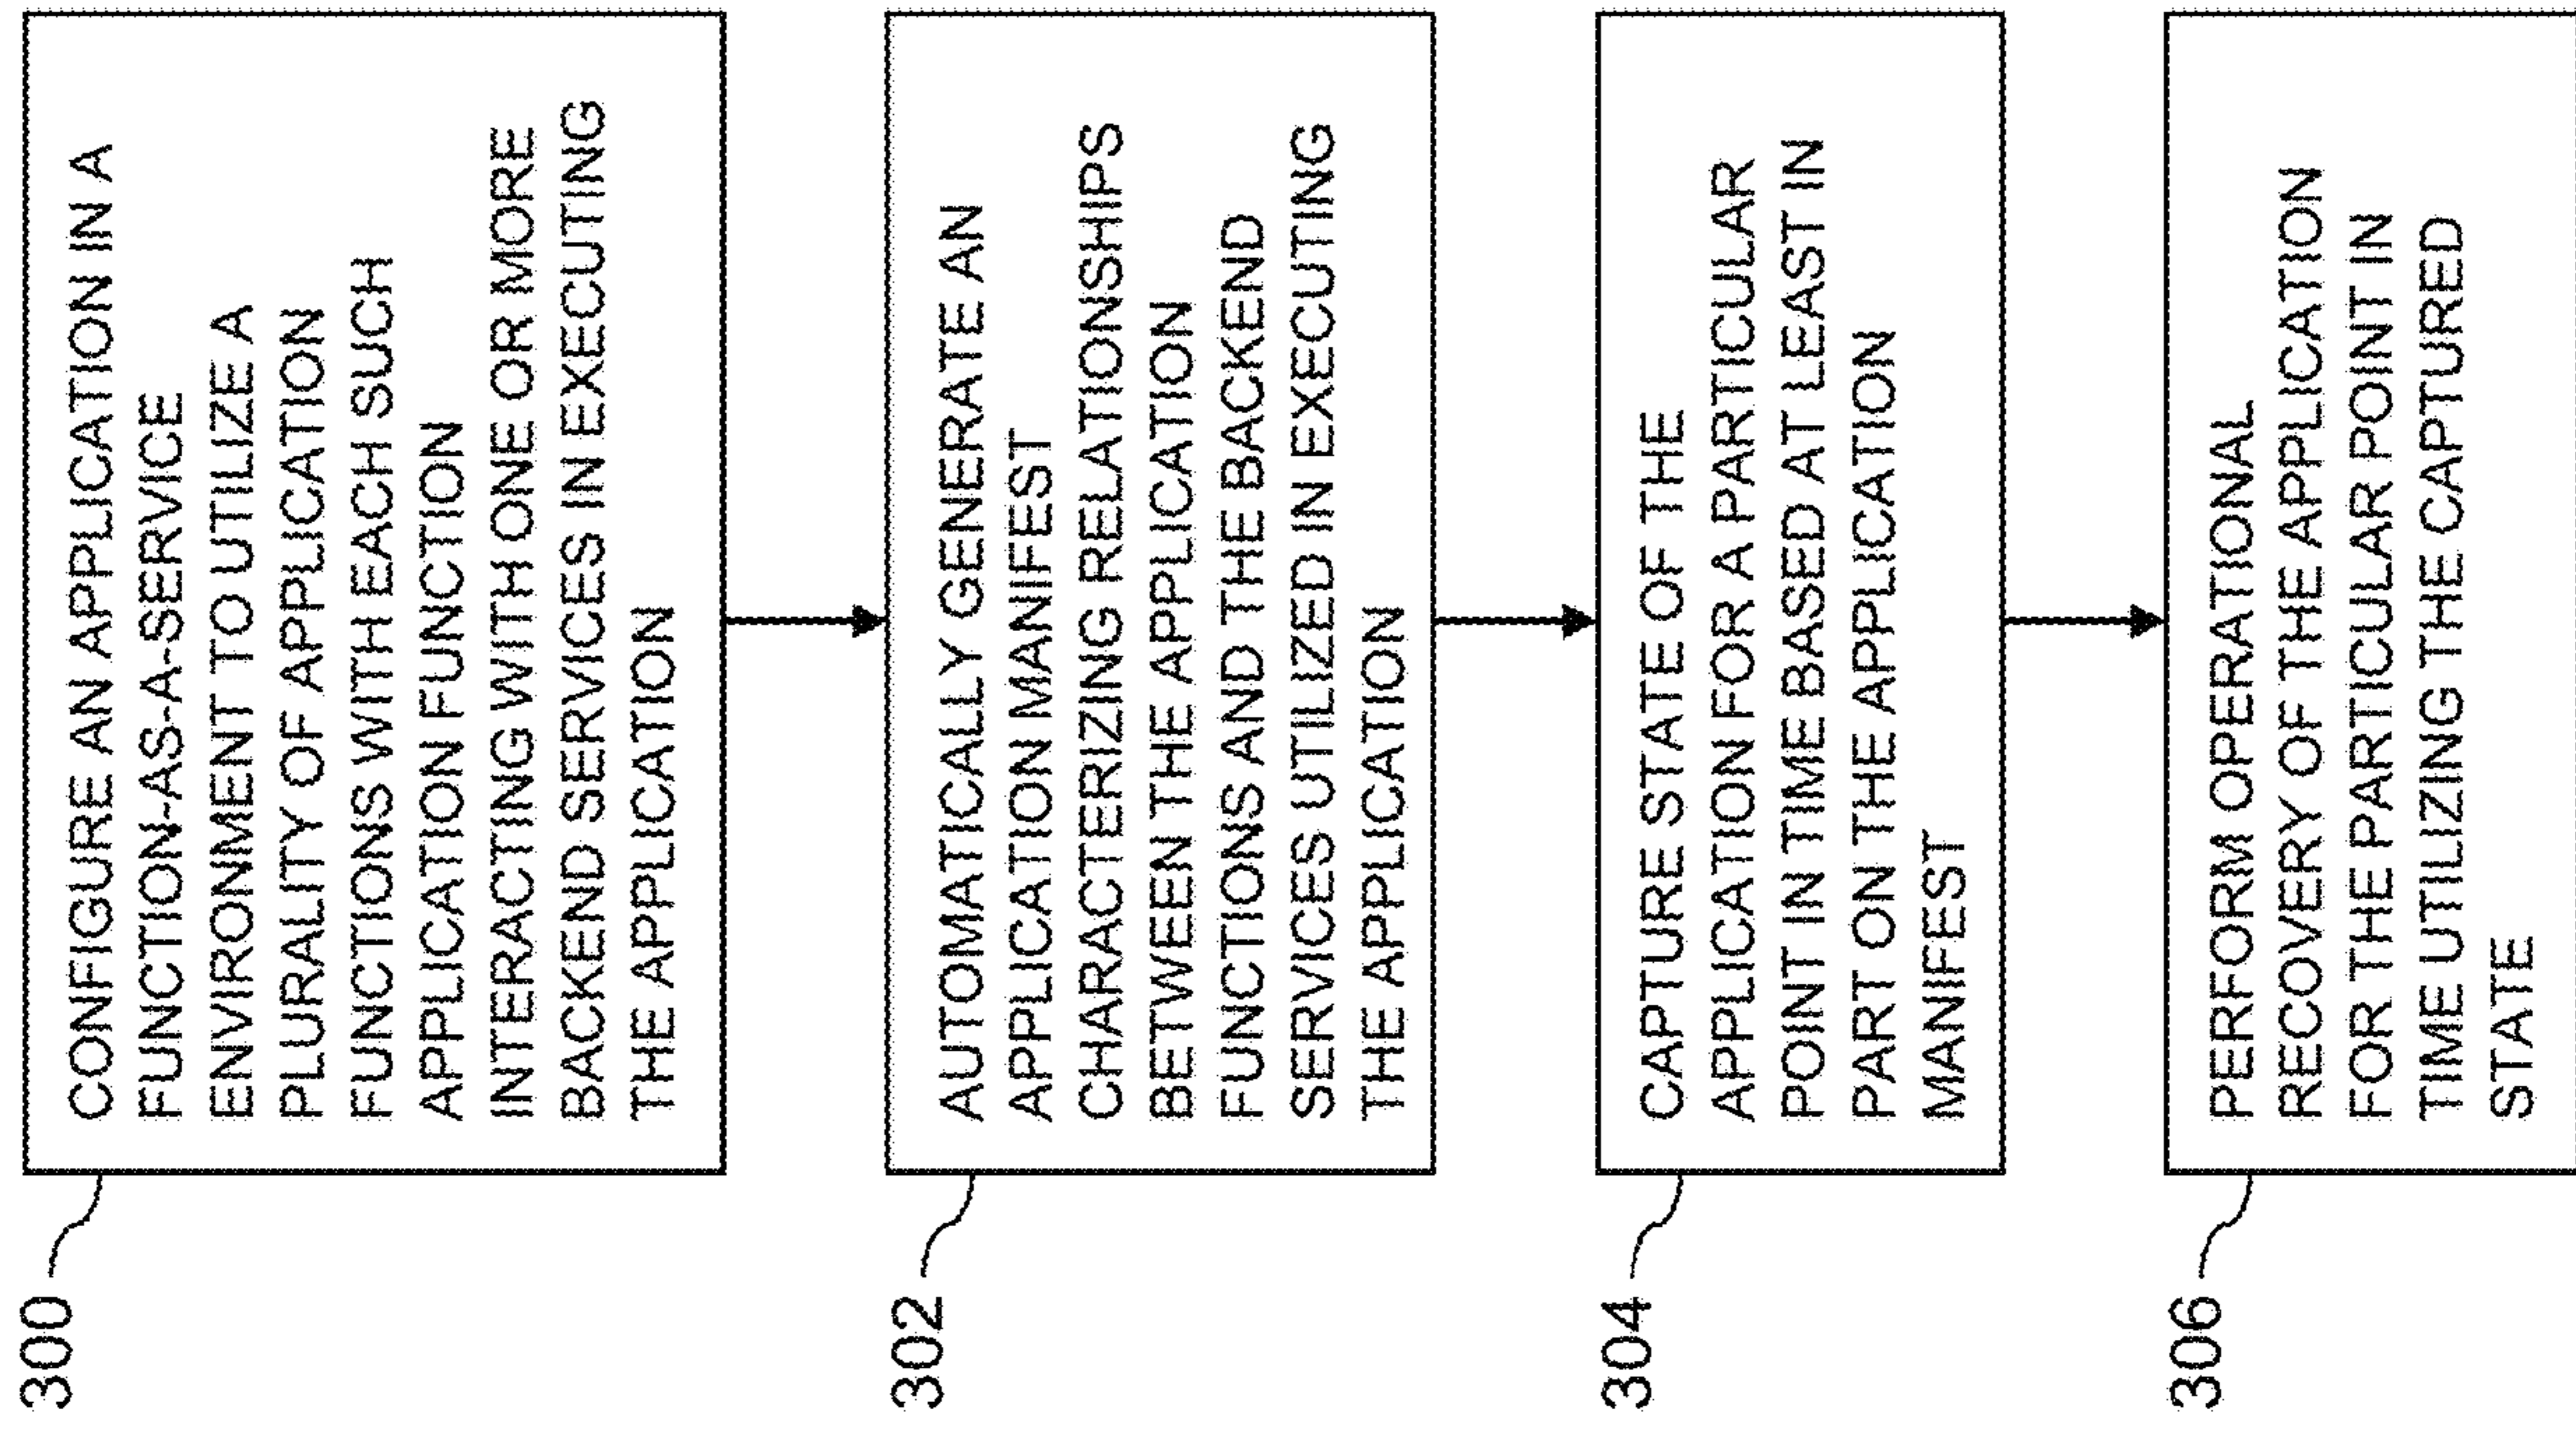 300
CONFIGURE AN APPLICATION IN A
FUNCTION-AS-A-SERVICE
ENVIRONMENT TO UTILIZE A
PLURALITY OF APPLICATION
FUNCTIONS WITH EACH SUCH
APPLICATION FUNCTION
INTERACTING WITH ONE OR MORE
BACKEND SERVICES IN EXECUTING
THE APPLICATION
302
AUTOMATICALLY GENERATE AN
APPLICATION MANIFEST
CHARACTERIZING RELATIONSHIPS
BETWEEN THE APPLICATION
FUNCTIONS AND THE BACKEND
SERVICES UTILIZED IN EXECUTING
THE APPLICATION
304
CAPTURE STATE OF THE
APPLICATION FOR A PARTICULAR
POINT IN TIME BASED AT LEAST IN
PART ON THE APPLICATION
MANIFEST
306
PERFORM OPERATIONAL
RECOVERY OF THE APPLICATION
FOR THE PARTICULAR POINT IN
TIME UTILIZING THE CAPTURED
STATE